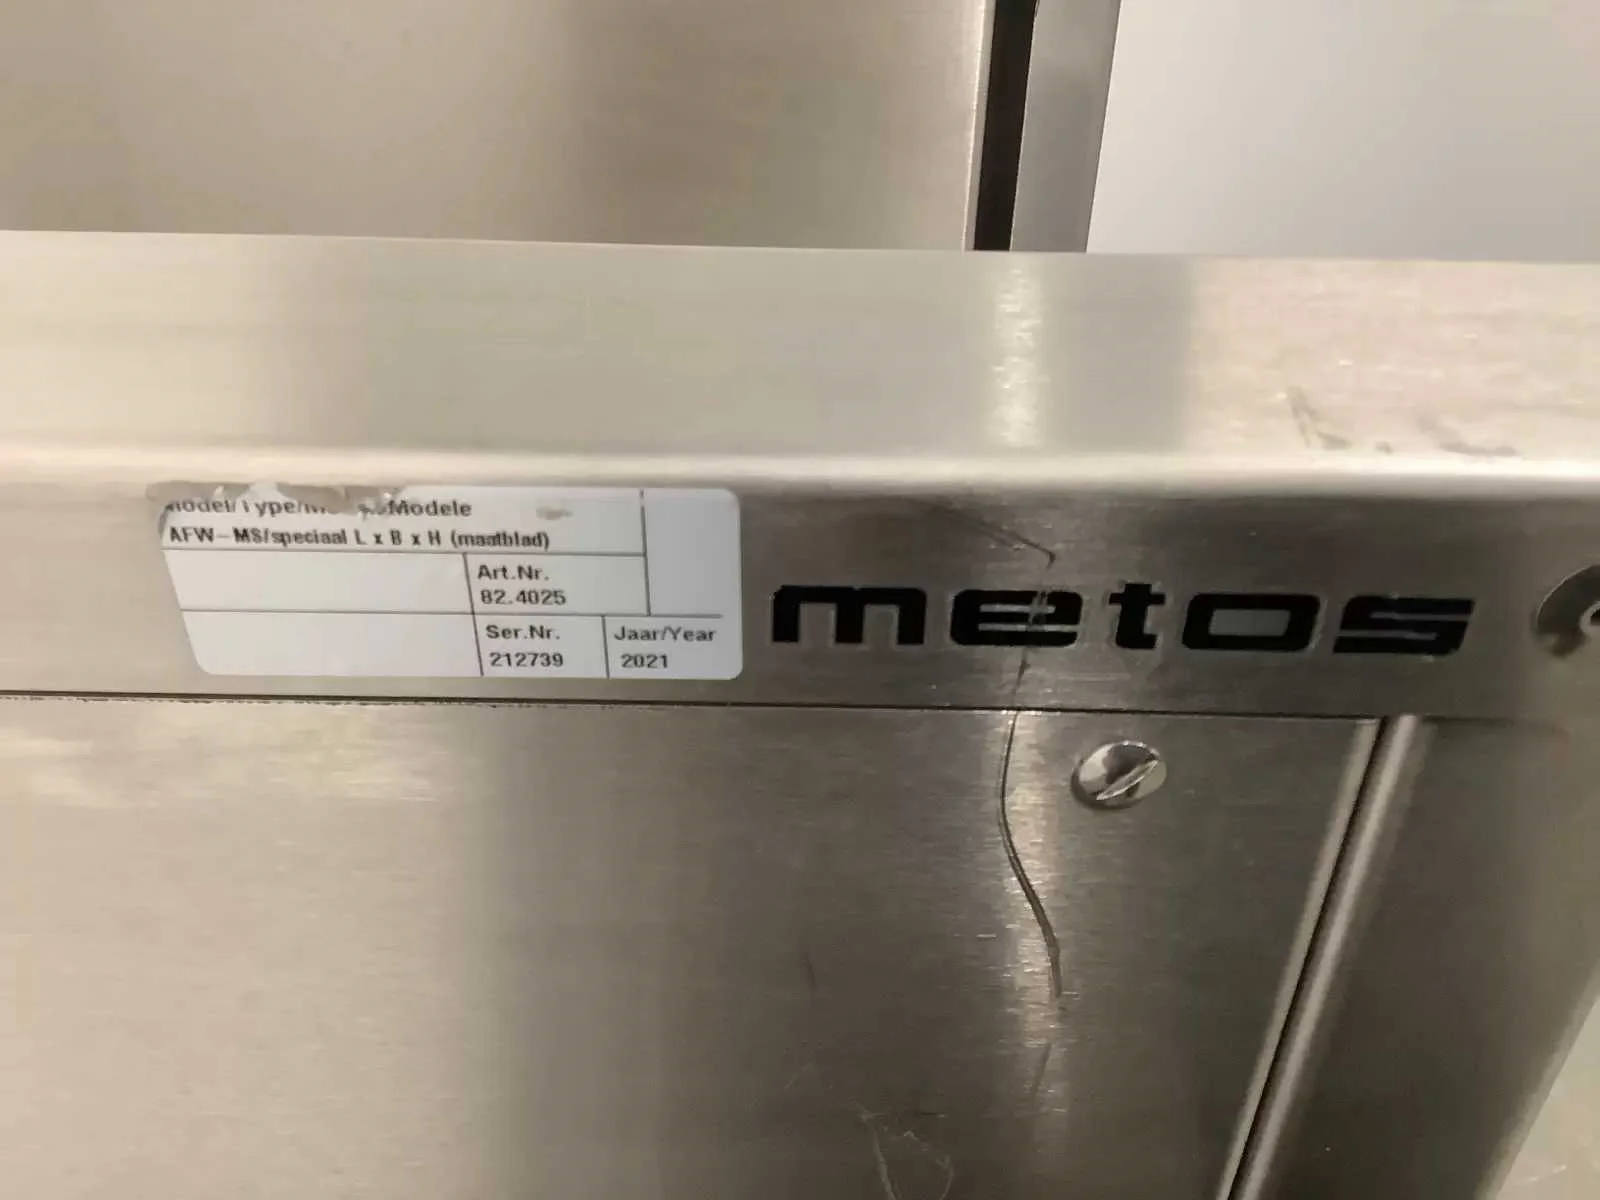 Modele
AFW-MS/speciaal L x B x H (maatblad)
Art.Nr.
82.4025
Ser.Nr.
212739
Jaar/Year
2021
metos